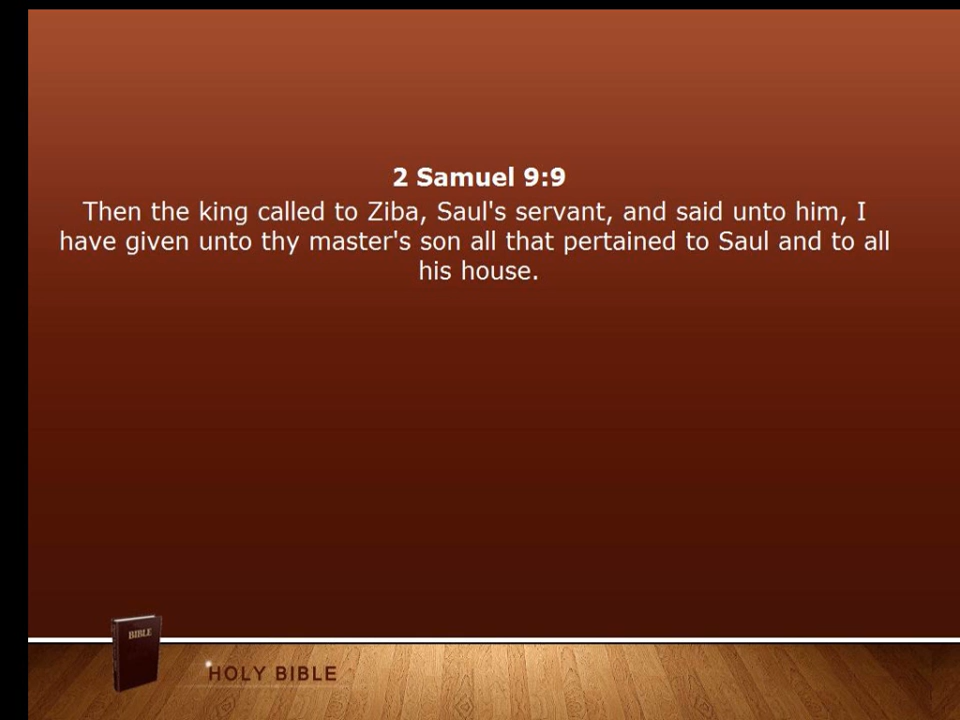 2 Samuel 9:9
Then the king called to Ziba, Saul's servant, and said unto him, I
have given unto thy master's son all that pertained to Saul and to all
his house.
BIBLE
HOLY BIBLE